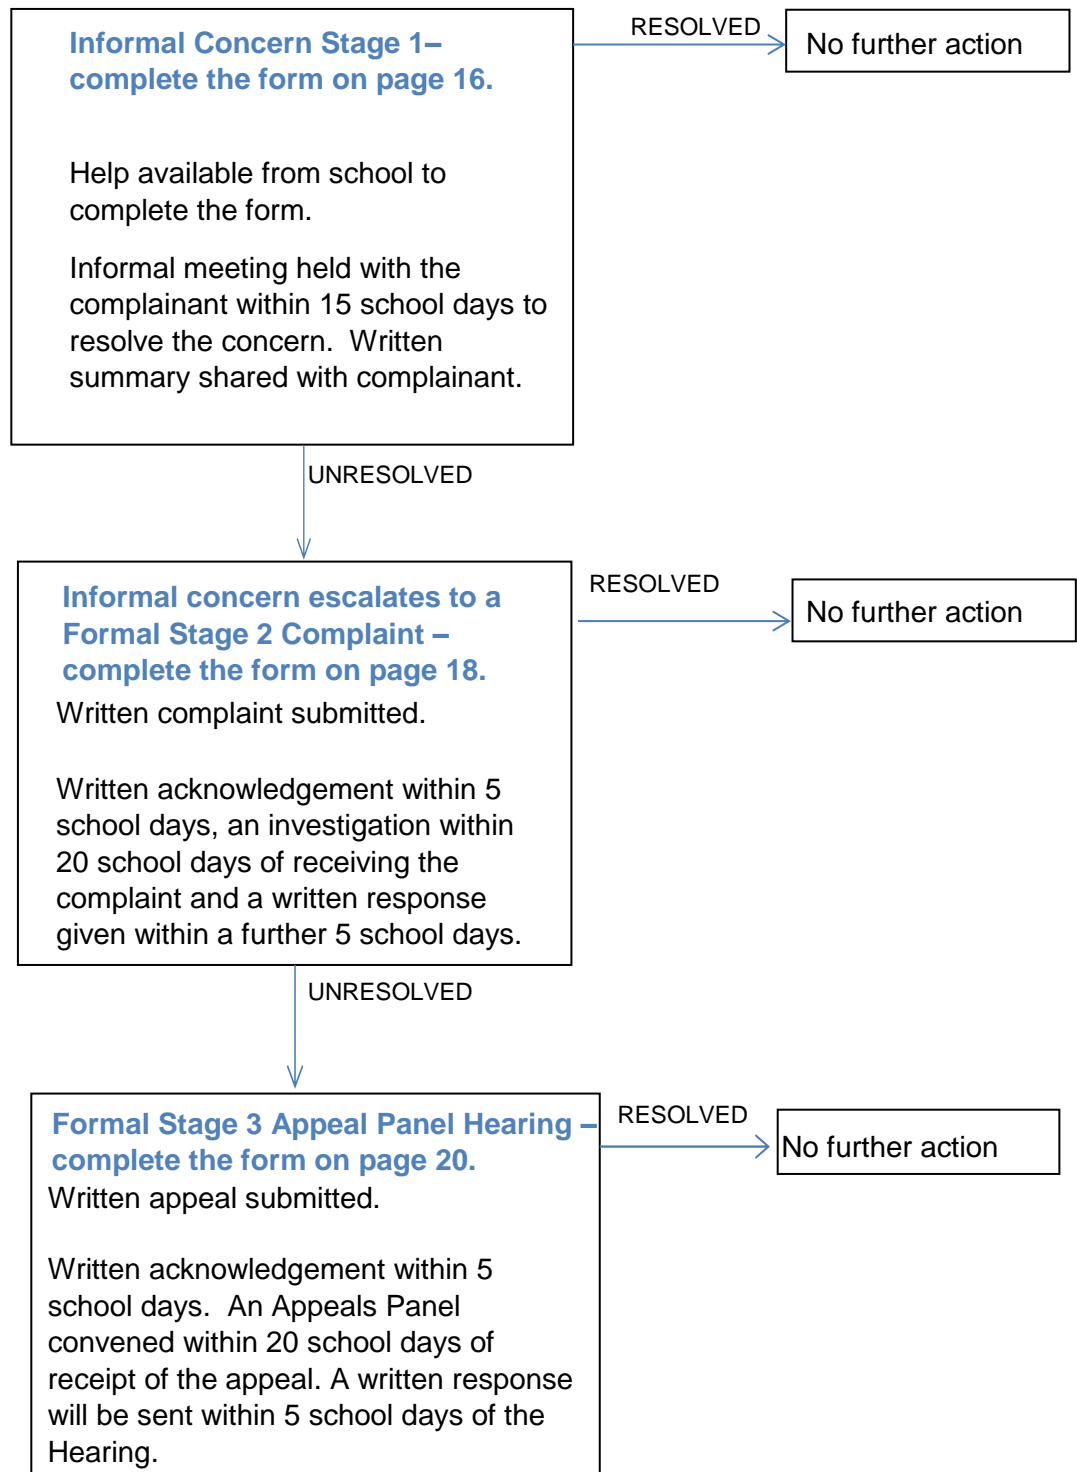 Informal Concern Stage 1–
complete the form on page 16.
RESOLVED
No further action
Help available from school to
complete the form.
Informal meeting held with the
complainant within 15 school days to
resolve the concern.  Written
summary shared with complainant.
UNRESOLVED
Informal concern escalates to a
Formal Stage 2 Complaint –
complete the form on page 18.
RESOLVED
No further action
Written complaint submitted.
Written acknowledgement within 5
school days, an investigation within
20 school days of receiving the
complaint and a written response
given within a further 5 school days.
UNRESOLVED
Formal Stage 3 Appeal Panel Hearing –
complete the form on page 20.
RESOLVED
No further action
Written appeal submitted.
Written acknowledgement within 5
school days.  An Appeals Panel
convened within 20 school days of
receipt of the appeal. A written response
will be sent within 5 school days of the
Hearing.